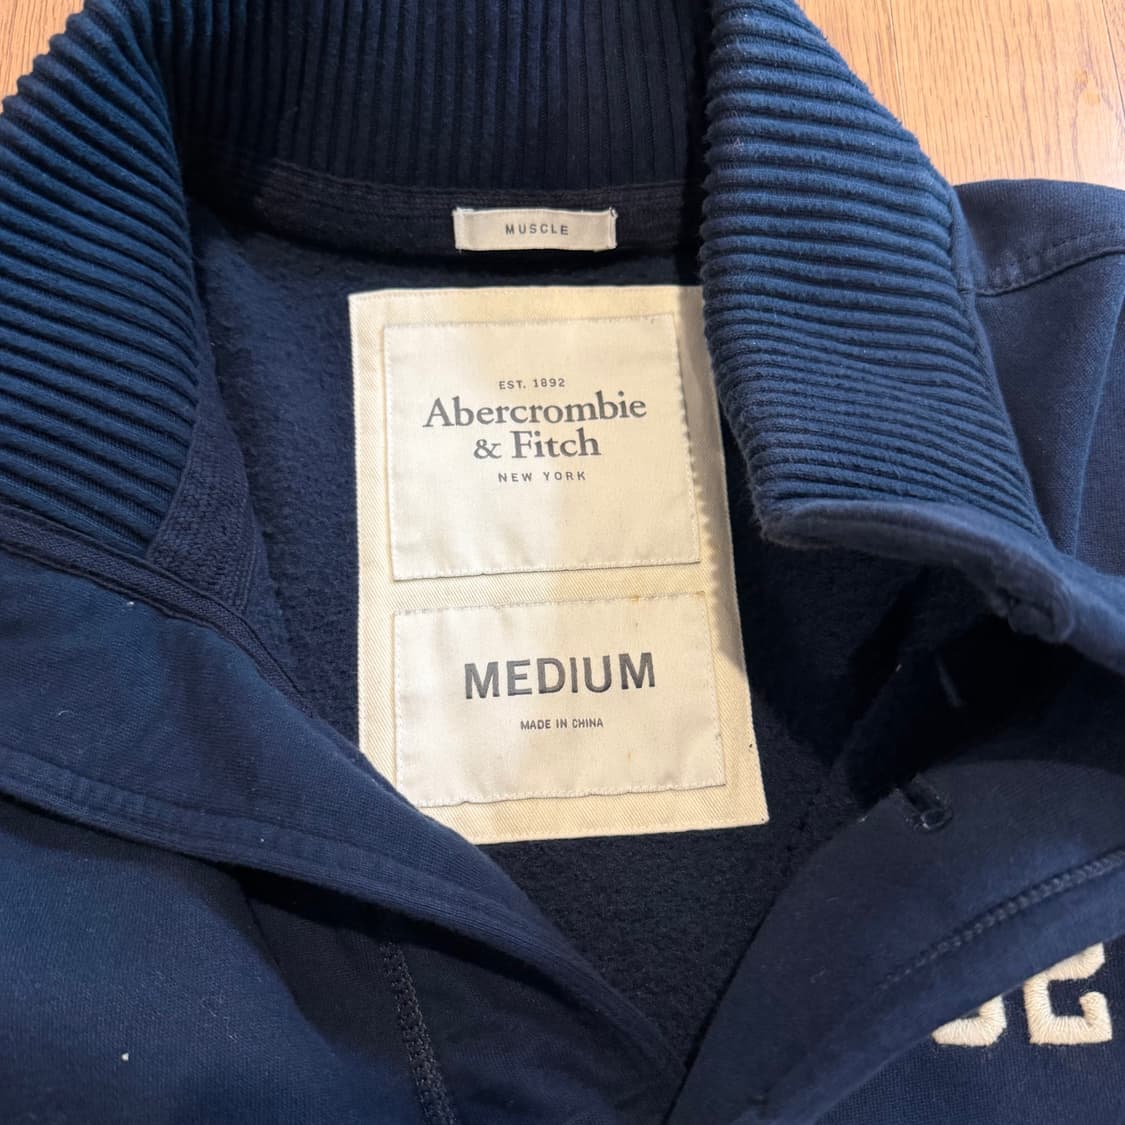 MUSCLE
EST. 1892
Abercrombie
& Fitch
NEW YORK
MEDIUM
MADE IN CHINA